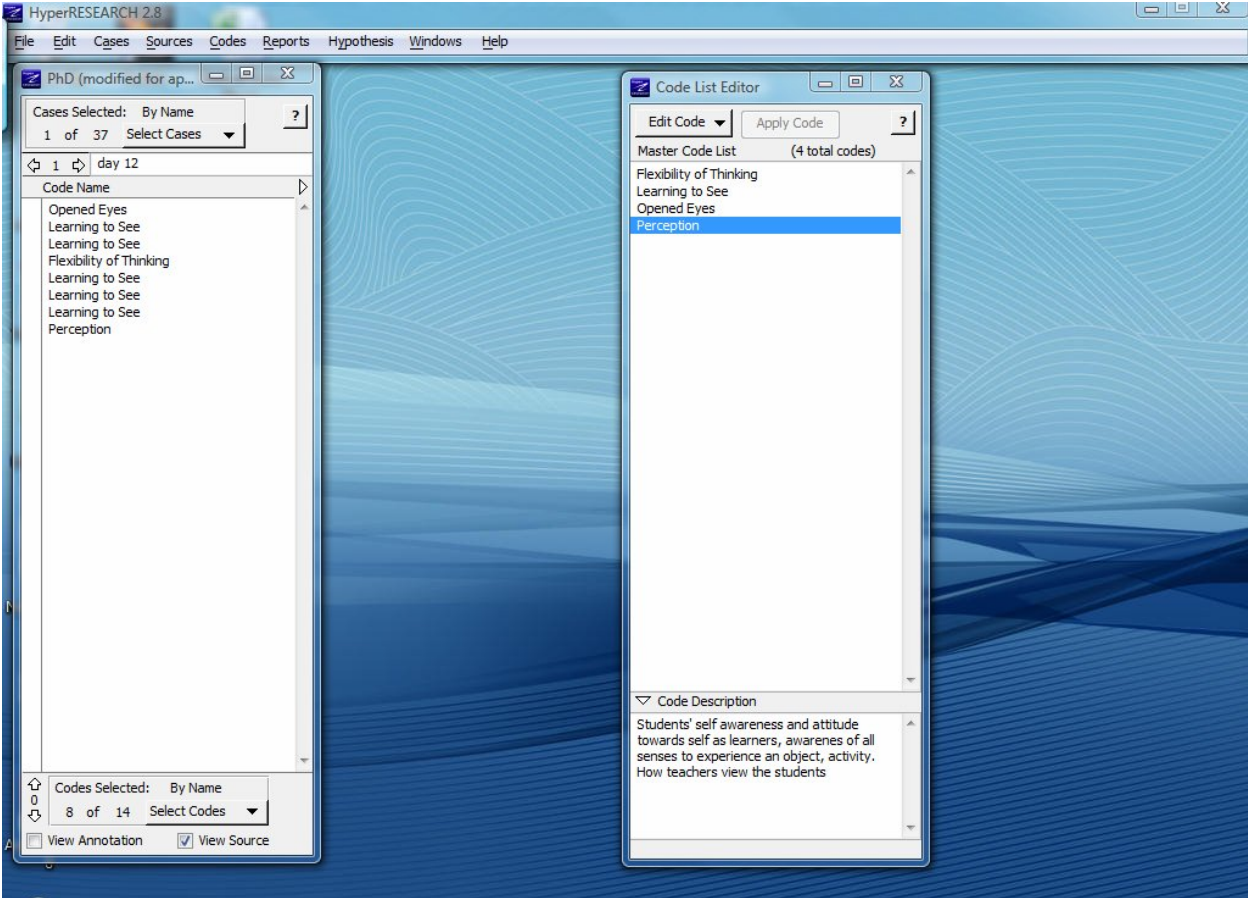 HyperRESEARCH 2.8
File Edit Cases Sources Codes Reports Hypothesis Windows Help
PhD (modified for ap...
Cases Selected: By Name
?
1 of 37 Select Cases
1 day 12
Code Name
Opened Eyes
Learning to See
Learning to See
Flexibility of Thinking
Learning to See
Learning to See
Learning to See
Perception
0
Codes Selected: By Name
8 of 14 Select Codes
View Annotation View Source
Code List Editor
Edit Code Apply Code ?
Master Code List (4 total codes)
Flexibility of Thinking
Learning to See
Opened Eyes
Perception
Code Description
Students' self awareness and attitude
towards self as learners, awarenes of all
senses to experience an object, activity.
How teachers view the students